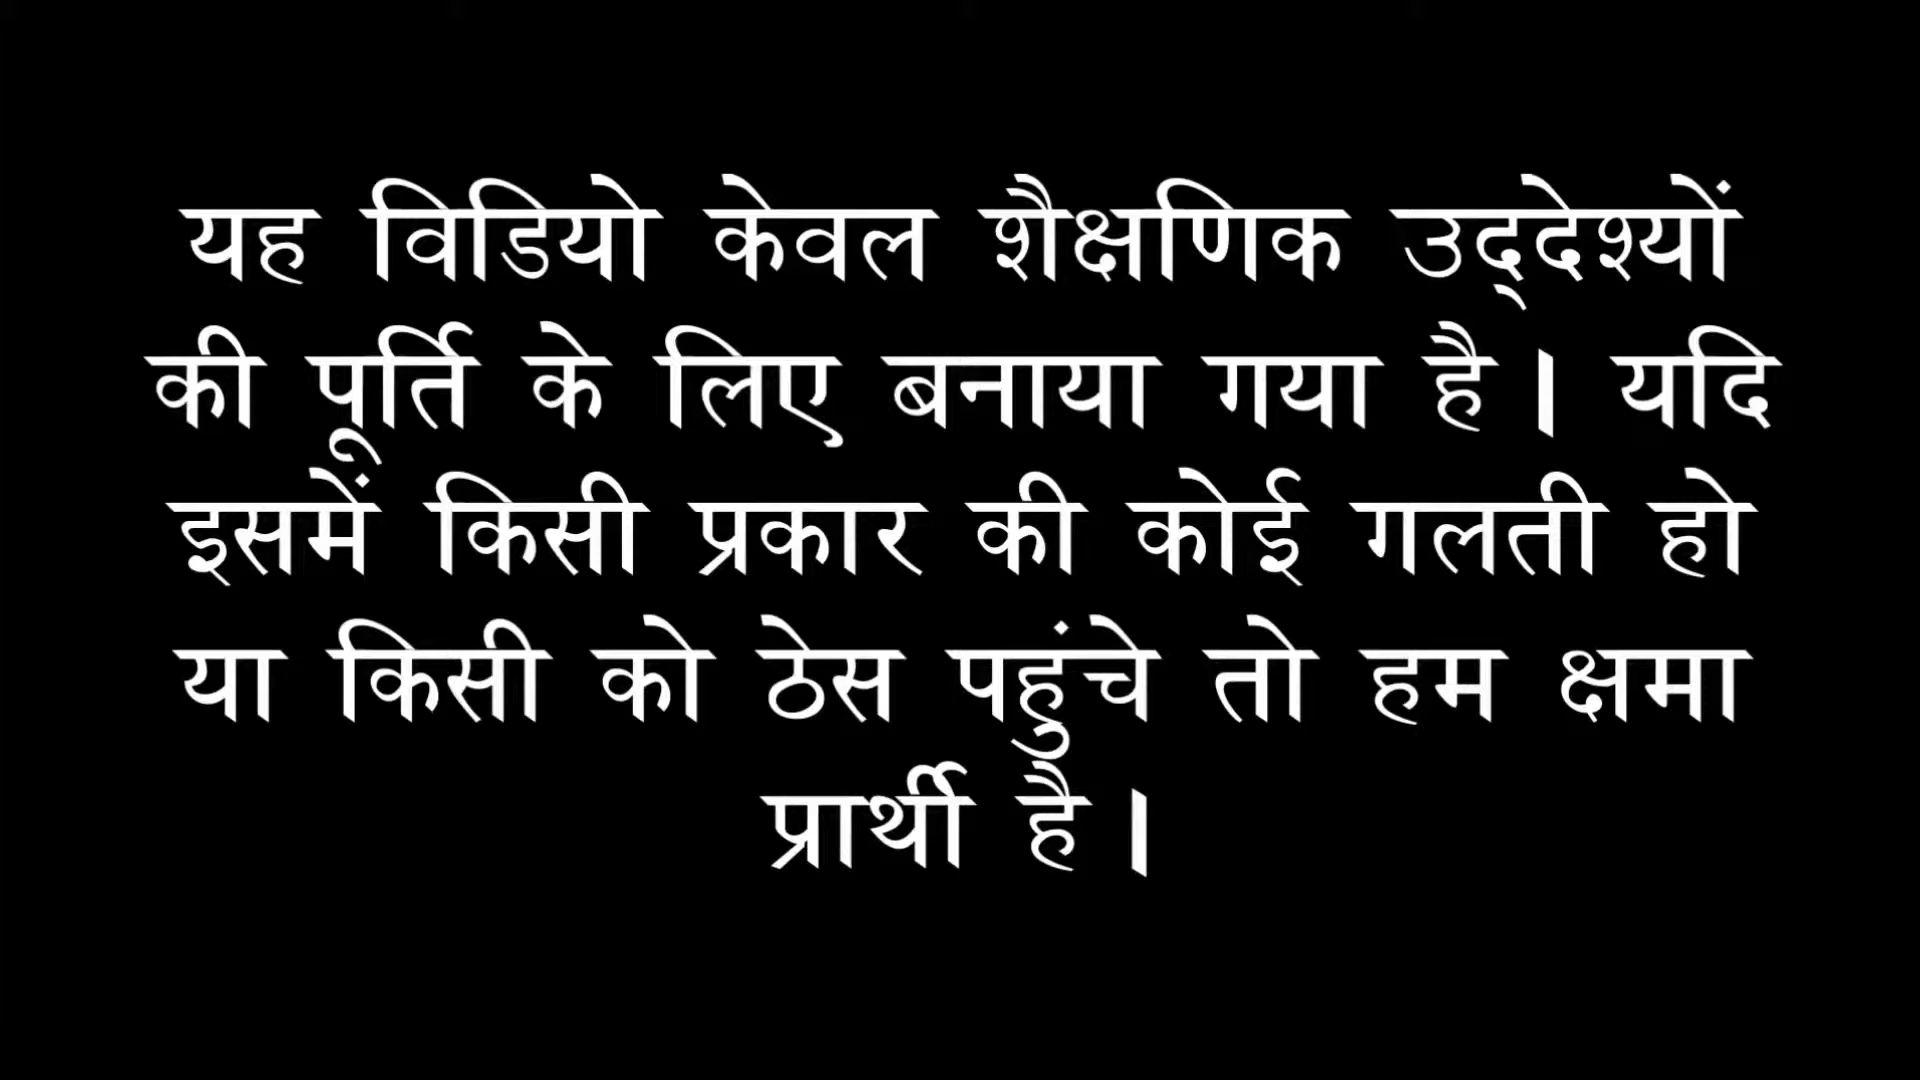 यह विडियो केवल शैक्षणिक उद्देश्यों
की पूर्ति के लिए बनाया गया है। यदि
इसमें किसी प्रकार की कोई गलती हो
या किसी को ठेस पहुंचे तो हम क्षमा
प्रार्थी है।